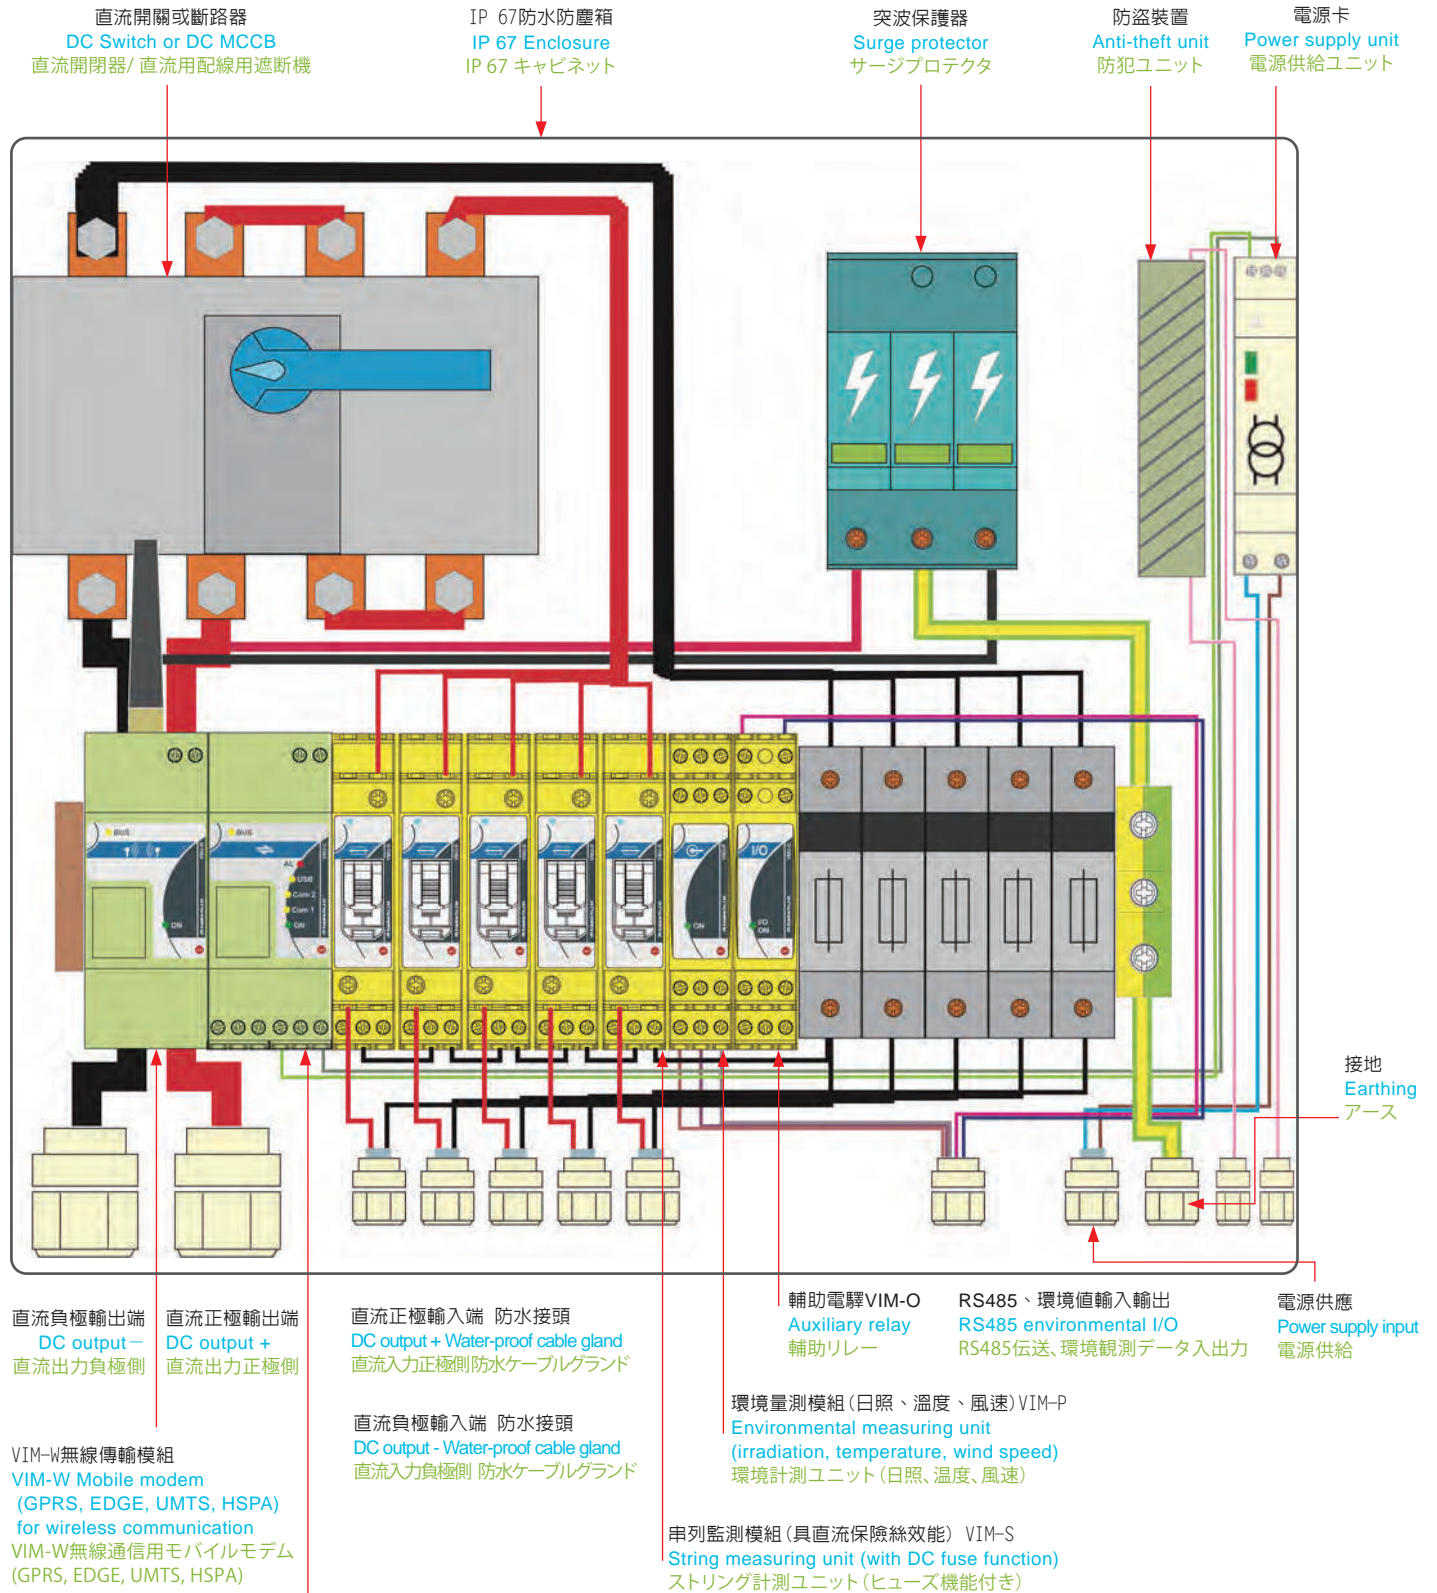 直流開關或斷路器
DC Switch or DC MCCB
直流開閉器/ 直流用配線用遮断機
IP 67防水防塵箱
IP 67 Enclosure
IP 67 キャビネット
突波保護器
Surge protector
サージプロテクタ
防盜裝置
Anti-theft unit
防犯ユニット
電源卡
Power supply unit
電源供給ユニット
BUS
ON
BUS
AL
USB
Com 2
Com 1
ON
ON
I/O
I/O
ON
接地
Earthing
アース
直流負極輸出端
DC output－
直流出力負極側
直流正極輸出端
DC output +
直流出力正極側
直流正極輸入端 防水接頭
DC output + Water-proof cable gland
直流入力正極側防水ケーブルグランド
直流負極輸入端 防水接頭
DC output - Water-proof cable gland
直流入力負極側 防水ケーブルグランド
輔助電驛VIM-O
Auxiliary relay
輔助リレー
RS485、環境值輸入輸出
RS485 environmental I/O
RS485伝送、環境観測データ入出力
電源供應
Power supply input
電源供給
環境量測模組(日照、溫度、風速)VIM-P
Environmental measuring unit
(irradiation, temperature, wind speed)
環境計測ユニット(日照、温度、風速)
VIM-W無線傳輸模組
VIM-W Mobile modem
(GPRS, EDGE, UMTS, HSPA)
for wireless communication
VIM-W無線通信用モバイルモデム
(GPRS, EDGE, UMTS, HSPA)
串列監測模組(具直流保險絲效能) VIM-S
String measuring unit (with DC fuse function)
ストリング計測ユニット(ヒューズ機能付き)